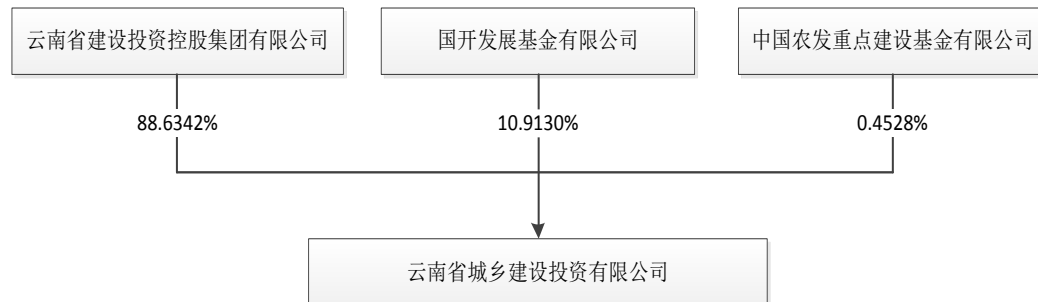 云南省建设投资控股集团有限公司
国开发展基金有限公司
中国农发重点建设基金有限公司
88.6342%
10.9130%
0.4528%
云南省城乡建设投资有限公司